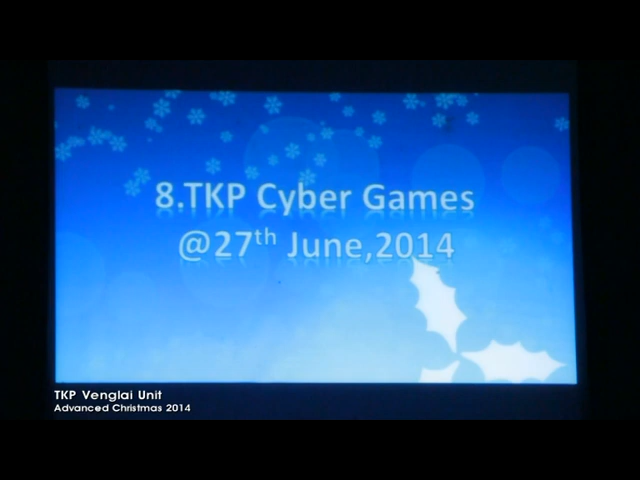 8.TKP Cyber Games
@27th June,2014
TKP Venglai Unit
Advanced Christmas 2014